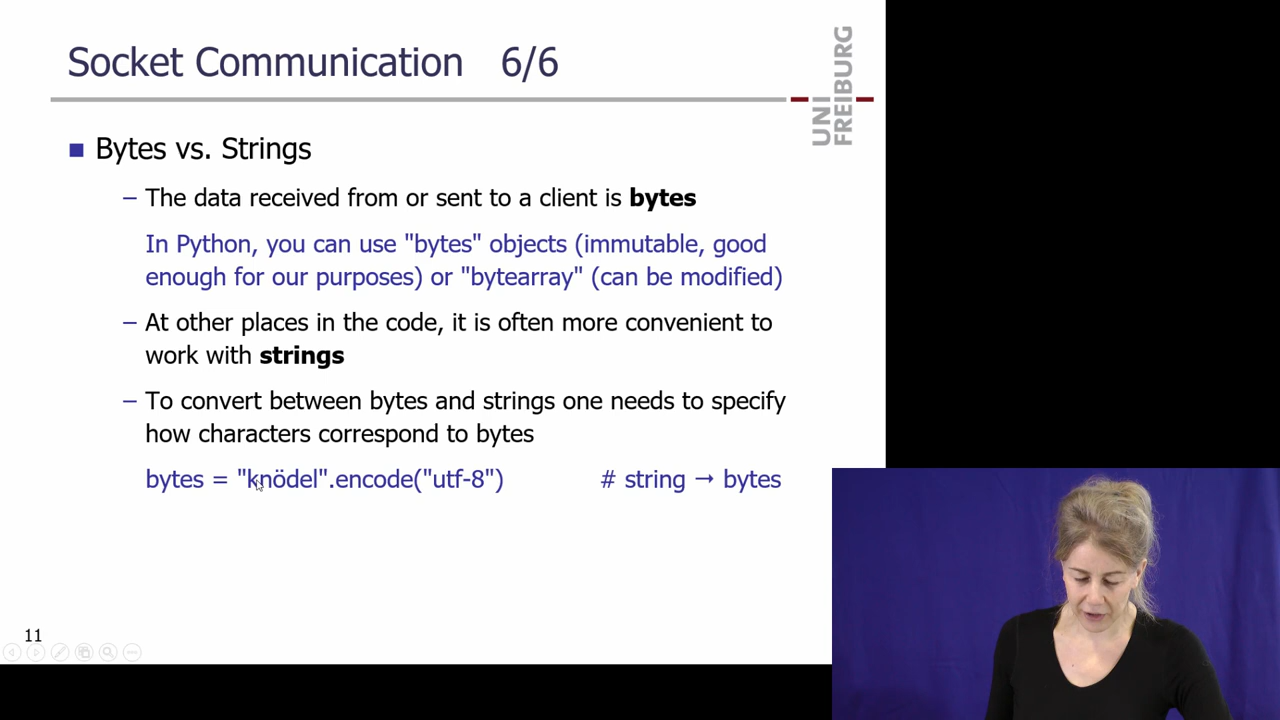 Socket Communication 6/6
UNI
FREIBURG
■ Bytes vs. Strings
– The data received from or sent to a client is bytes
In Python, you can use "bytes" objects (immutable, good
enough for our purposes) or "bytearray" (can be modified)
– At other places in the code, it is often more convenient to
work with strings
– To convert between bytes and strings one needs to specify
how characters correspond to bytes
bytes = "knödel".encode("utf-8") # string → bytes
11